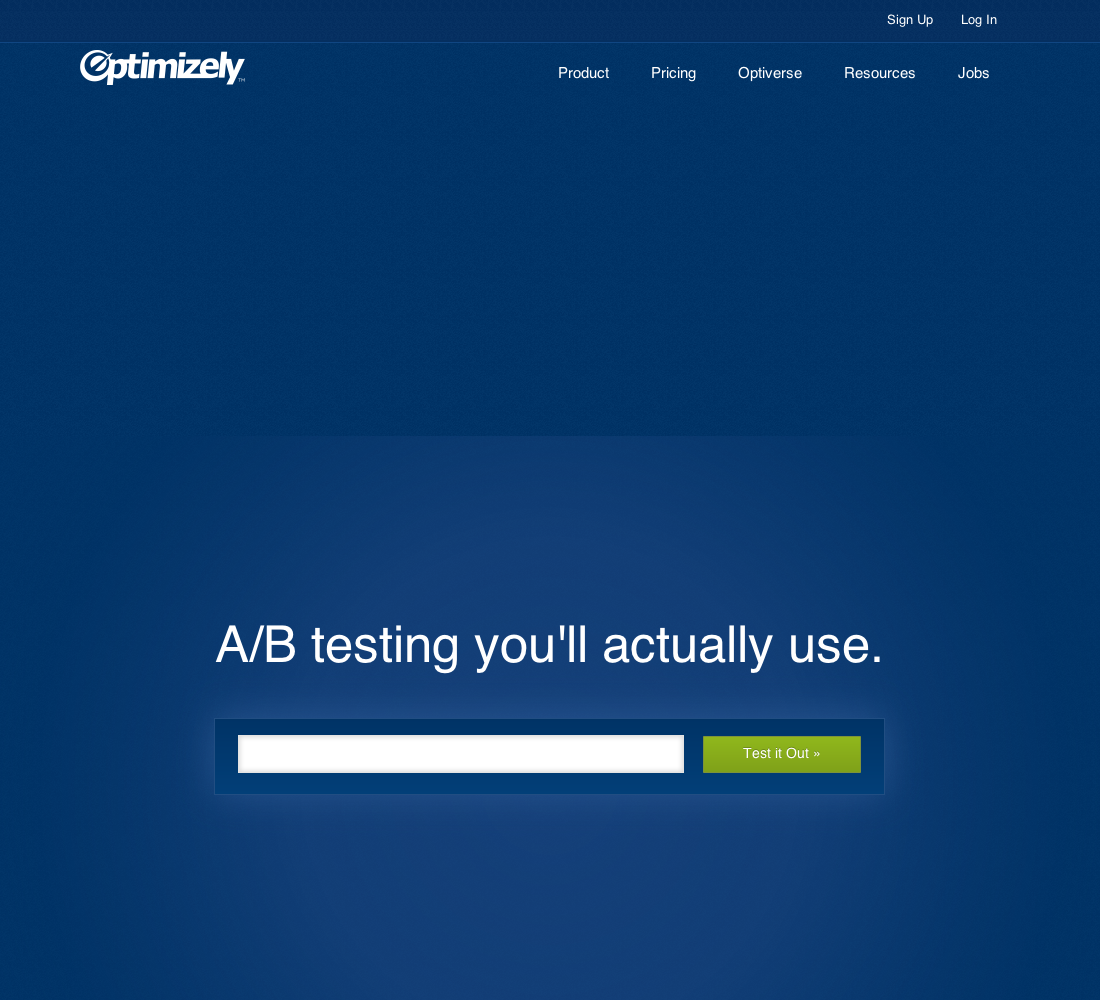 Sign Up Log In
Optimizely™ Product Pricing Optiverse Resources Jobs
A/B testing you'll actually use.
Test it Out »